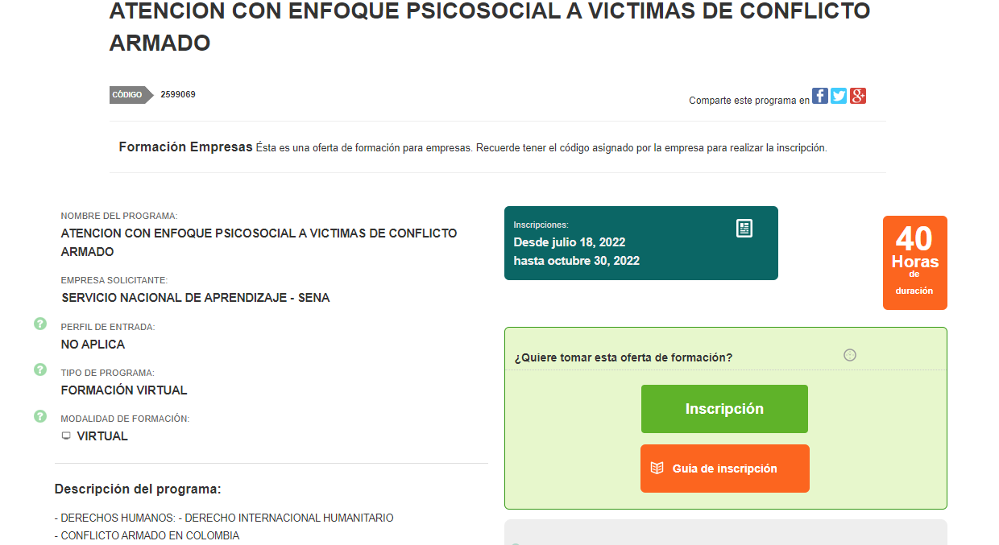 ATENCION CON ENFOQUE PSICOSOCIAL A VICTIMAS DE CONFLICTO
ARMADO
CÓDIGO 2599069
Comparte este programa en
Formación Empresas Ésta es una oferta de formación para empresas. Recuerde tener el código asignado por la empresa para realizar la inscripción.
NOMBRE DEL PROGRAMA:
ATENCION CON ENFOQUE PSICOSOCIAL A VICTIMAS DE CONFLICTO
ARMADO
EMPRESA SOLICITANTE:
SERVICIO NACIONAL DE APRENDIZAJE - SENA
? PERFIL DE ENTRADA:
NO APLICA
? TIPO DE PROGRAMA:
FORMACIÓN VIRTUAL
? MODALIDAD DE FORMACIÓN:
VIRTUAL
Descripción del programa:
- DERECHOS HUMANOS: - DERECHO INTERNACIONAL HUMANITARIO
- CONFLICTO ARMADO EN COLOMBIA
Inscripciones:
Desde julio 18, 2022
hasta octubre 30, 2022
40
Horas
de
duración
¿Quiere tomar esta oferta de formación?
Inscripción
Guía de inscripción